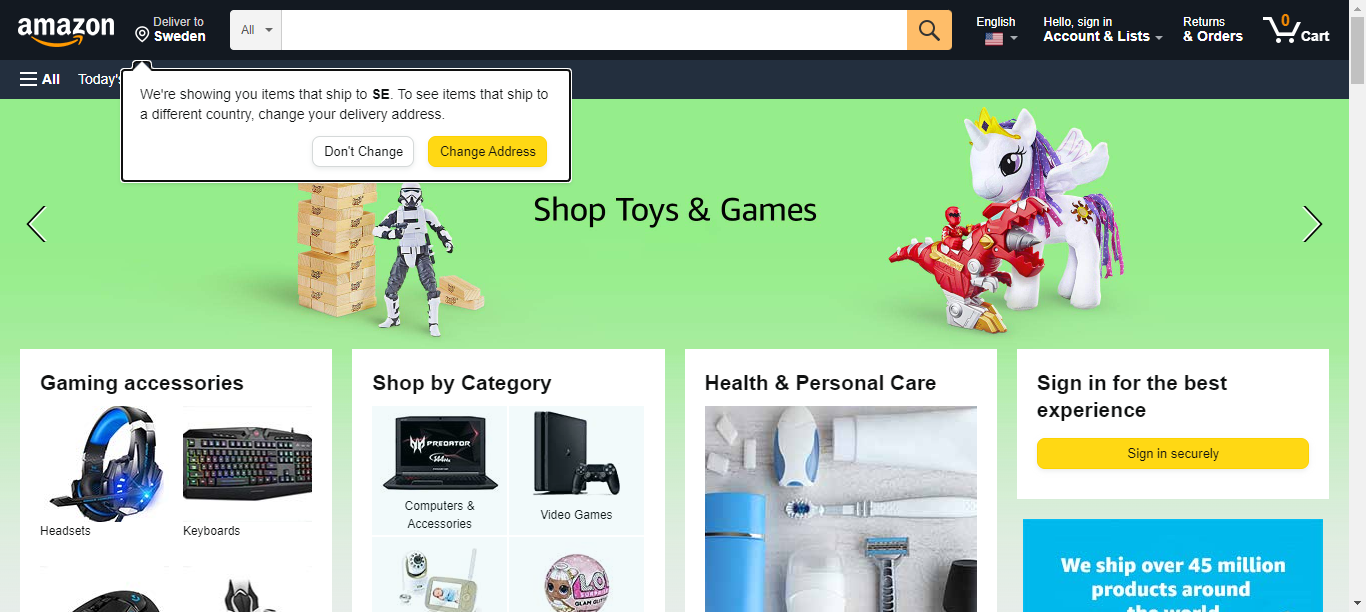 amazon
Deliver to
Sweden
All
English
Hello, sign in
Account & Lists
Returns
& Orders
0
Cart
All
Today's
We're showing you items that ship to SE. To see items that ship to
a different country, change your delivery address.
Don't Change
Change Address
Shop Toys & Games
Gaming accessories
Headsets
Keyboards
Shop by Category
PREDATOR
Computers &
Accessories
Video Games
Health & Personal Care
Sign in for the best
experience
Sign in securely
We ship over 45 million
products around
the world